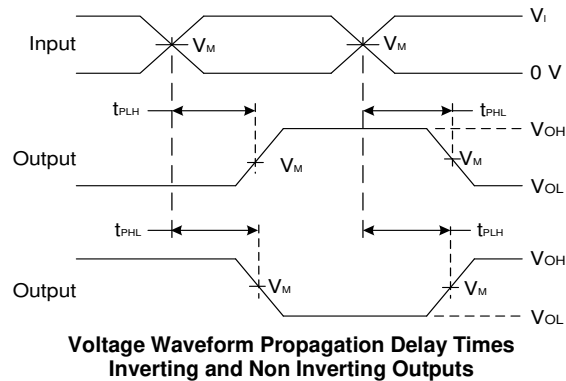 Input
VM
VM
VI
0 V
tPLH
tPHL
Output
VM
VM
VOH
VOL
tPHL
tPLH
Output
VM
VM
VOH
VOL
Voltage Waveform Propagation Delay Times
Inverting and Non Inverting Outputs